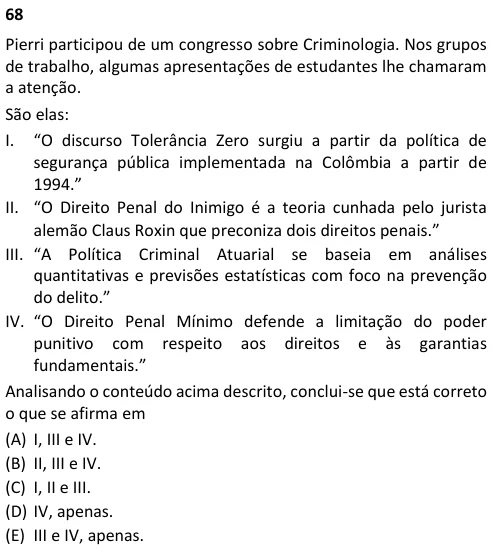 68
Pierri participou de um congresso sobre Criminologia. Nos grupos
de trabalho, algumas apresentações de estudantes lhe chamaram
a atenção.
São elas:
I. “O discurso Tolerância Zero surgiu a partir da política de
segurança pública implementada na Colômbia a partir de
1994.”
II. “O Direito Penal do Inimigo é a teoria cunhada pelo jurista
alemão Claus Roxin que preconiza dois direitos penais.”
III. “A Política Criminal Atuarial se baseia em análises
quantitativas e previsões estatísticas com foco na prevenção
do delito.”
IV. “O Direito Penal Mínimo defende a limitação do poder
punitivo com respeito aos direitos e às garantias
fundamentais.”
Analisando o conteúdo acima descrito, conclui-se que está correto
o que se afirma em
(A) I, III e IV.
(B) II, III e IV.
(C) I, II e III.
(D) IV, apenas.
(E) III e IV, apenas.